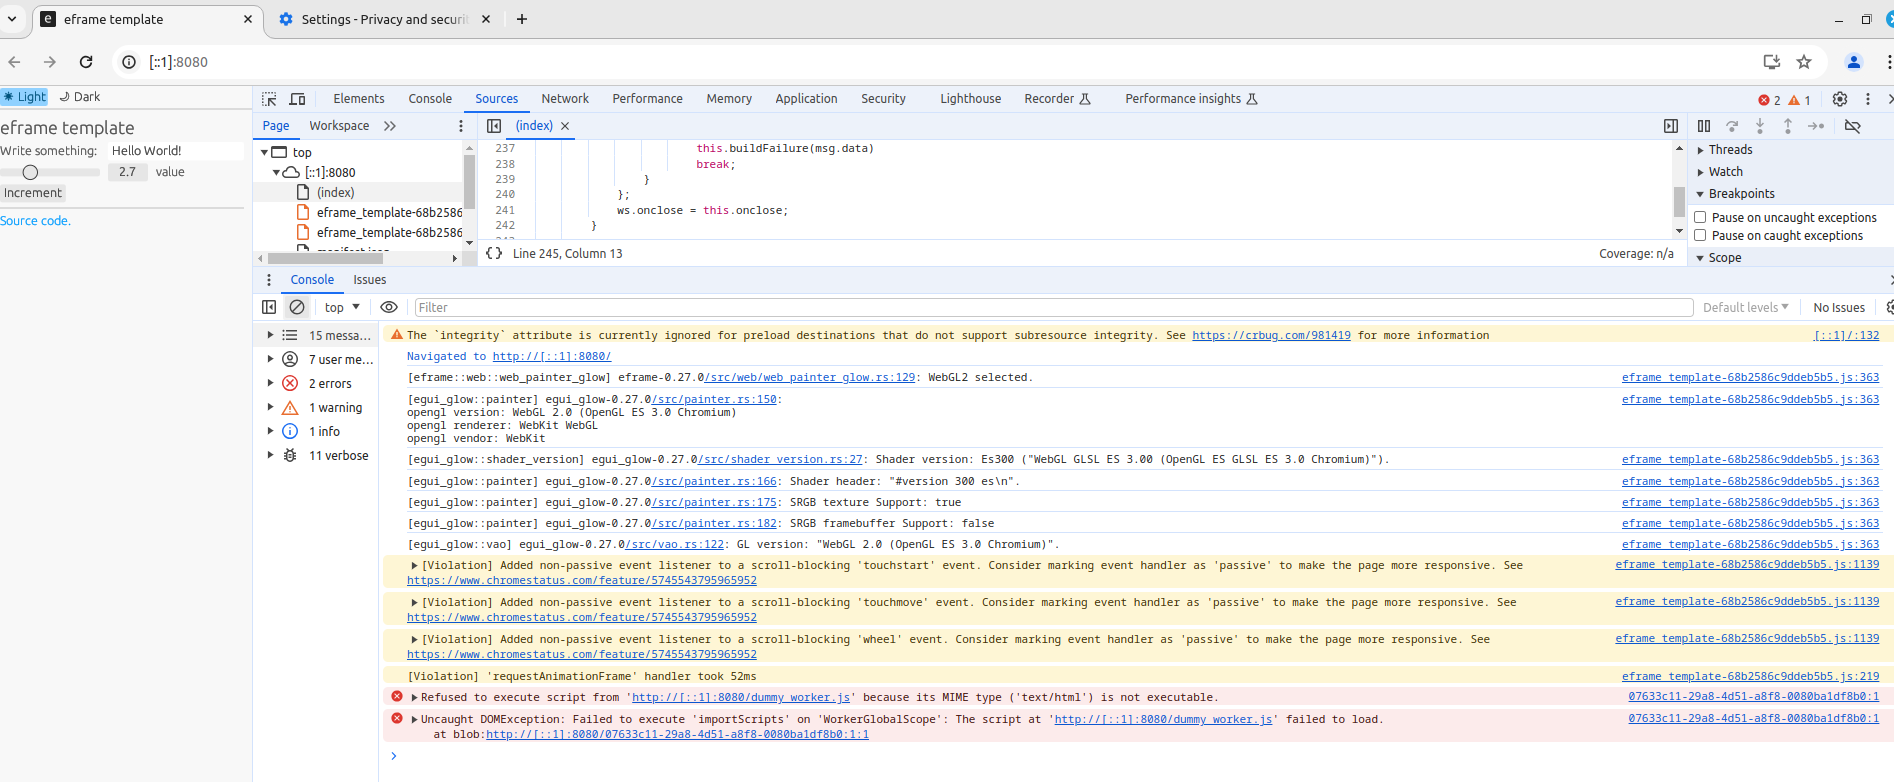 eframe template
Settings - Privacy and securit
[::1]:8080
Light
Dark
eframe template
Write something:
Hello World!
2.7
value
Increment
Source code.
Elements
Console
Sources
Network
Performance
Memory
Application
Security
Lighthouse
Recorder
Performance insights
2
1
Page
Workspace
(index)
top
[::1]:8080
(index)
eframe_template-68b2586
eframe_template-68b2586
237 this.buildFailure(msg.data)
238 break;
239 }
240 };
241 ws.onclose = this.onclose;
242 }
{} Line 245, Column 13
Coverage: n/a
Threads
Watch
Breakpoints
Pause on uncaught exceptions
Pause on caught exceptions
Scope
Console
Issues
top
Filter
Default levels
No Issues
15 messa...
7 user me...
2 errors
1 warning
1 info
11 verbose
The `integrity` attribute is currently ignored for preload destinations that do not support subresource integrity. See https://crbug.com/981419 for more information [::1]/:132
Navigated to http://[::1]:8080/
[eframe::web::web_painter_glow] eframe-0.27.0/src/web/web_painter_glow.rs:129: WebGL2 selected. eframe_template-68b2586c9ddeb5b5.js:363
[egui_glow::painter] egui_glow-0.27.0/src/painter.rs:150: eframe_template-68b2586c9ddeb5b5.js:363
opengl version: WebGL 2.0 (OpenGL ES 3.0 Chromium)
opengl renderer: WebKit WebGL
opengl vendor: WebKit
[egui_glow::shader_version] egui_glow-0.27.0/src/shader_version.rs:27: Shader version: Es300 ("WebGL GLSL ES 3.00 (OpenGL ES GLSL ES 3.0 Chromium)"). eframe_template-68b2586c9ddeb5b5.js:363
[egui_glow::painter] egui_glow-0.27.0/src/painter.rs:166: Shader header: "#version 300 es\n". eframe_template-68b2586c9ddeb5b5.js:363
[egui_glow::painter] egui_glow-0.27.0/src/painter.rs:175: SRGB texture Support: true eframe_template-68b2586c9ddeb5b5.js:363
[egui_glow::painter] egui_glow-0.27.0/src/painter.rs:182: SRGB framebuffer Support: false eframe_template-68b2586c9ddeb5b5.js:363
[egui_glow::vao] egui_glow-0.27.0/src/vao.rs:122: GL version: "WebGL 2.0 (OpenGL ES 3.0 Chromium)". eframe_template-68b2586c9ddeb5b5.js:363
[Violation] Added non-passive event listener to a scroll-blocking 'touchstart' event. Consider marking event handler as 'passive' to make the page more responsive. See eframe_template-68b2586c9ddeb5b5.js:1139
https://www.chromestatus.com/feature/5745543795965952
[Violation] Added non-passive event listener to a scroll-blocking 'touchmove' event. Consider marking event handler as 'passive' to make the page more responsive. See eframe_template-68b2586c9ddeb5b5.js:1139
https://www.chromestatus.com/feature/5745543795965952
[Violation] Added non-passive event listener to a scroll-blocking 'wheel' event. Consider marking event handler as 'passive' to make the page more responsive. See eframe_template-68b2586c9ddeb5b5.js:1139
https://www.chromestatus.com/feature/5745543795965952
[Violation] 'requestAnimationFrame' handler took 52ms eframe_template-68b2586c9ddeb5b5.js:219
Refused to execute script from 'http://[::1]:8080/dummy_worker.js' because its MIME type ('text/html') is not executable. 07633c11-29a8-4d51-a8f8-0080ba1df8b0:1
Uncaught DOMException: Failed to execute 'importScripts' on 'WorkerGlobalScope': The script at 'http://[::1]:8080/dummy_worker.js' failed to load. 07633c11-29a8-4d51-a8f8-0080ba1df8b0:1
at blob:http://[::1]:8080/07633c11-29a8-4d51-a8f8-0080ba1df8b0:1:1